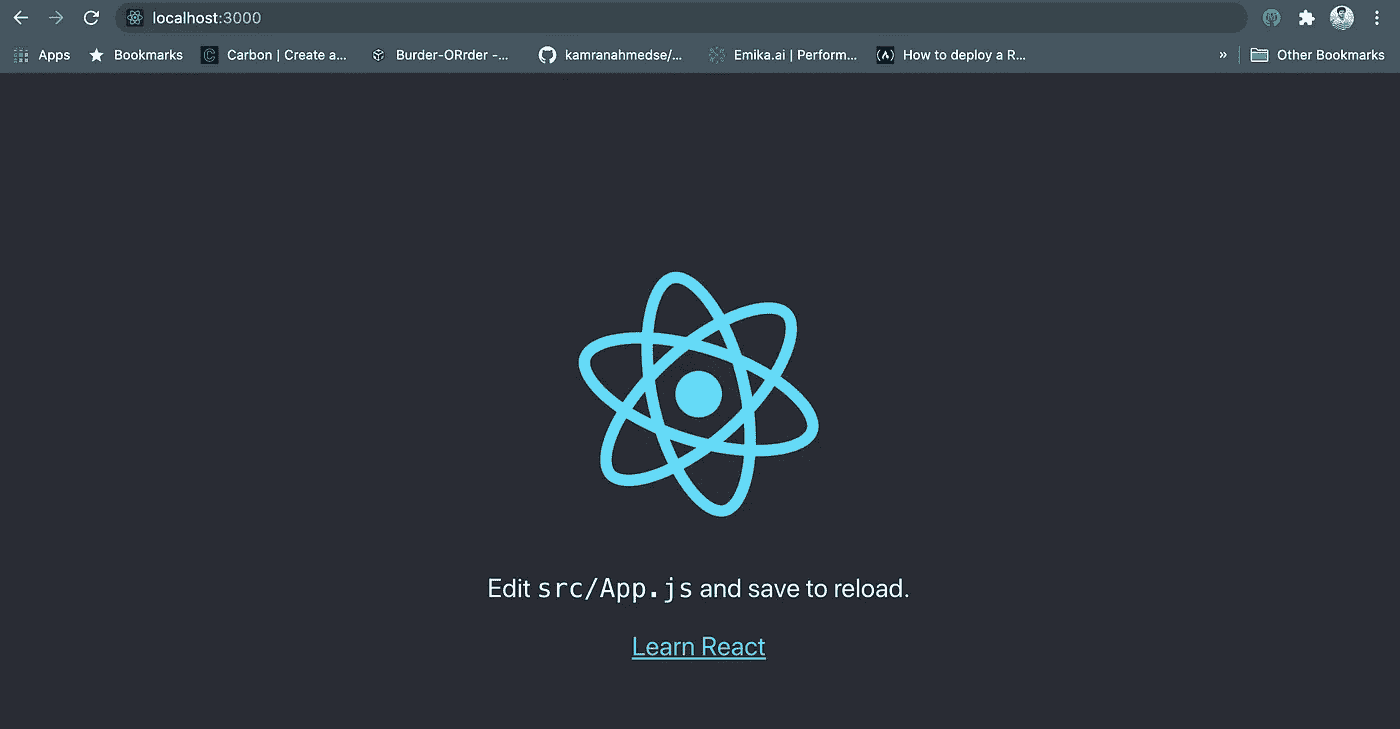 localhost:3000
Apps Bookmarks Carbon | Create a... Burder-ORrder -... kamranahmedse/... Emika.ai | Perform... How to deploy a R... » Other Bookmarks
Edit src/App.js and save to reload.
Learn React